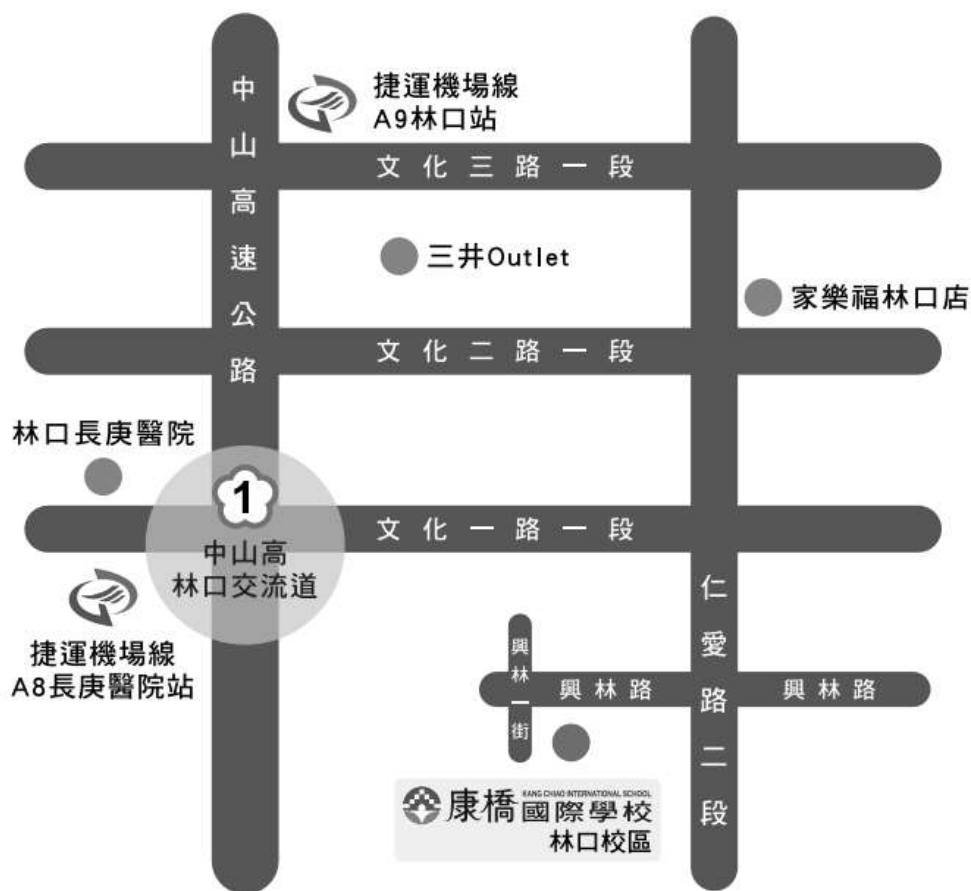 中山高速公路
捷運機場線
A9林口站
文化三路一段
三井Outlet
家樂福林口店
文化二路一段
林口長庚醫院
1
文化一路一段
中山高
林口交流道
仁愛路二段
捷運機場線
A8長庚醫院站
興林一街
興林路
興林路
康橋 KANG CHIAO INTERNATIONAL SCHOOL
國際學校
林口校區